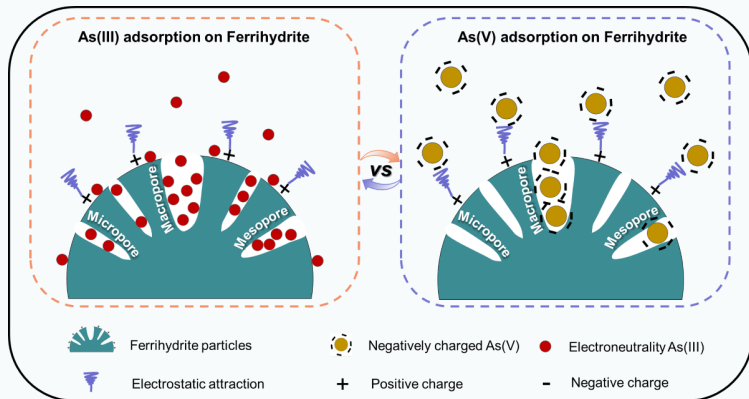 As(III) adsorption on Ferrihydrite
As(V) adsorption on Ferrihydrite
+ + + +
Micropore
Macropore
Mesopore
vs
+ + + +
Micropore
Macropore
Mesopore
Ferrihydrite particles
Negatively charged As(V)
Electroneutrality As(III)
Electrostatic attraction
+ Positive charge
- Negative charge